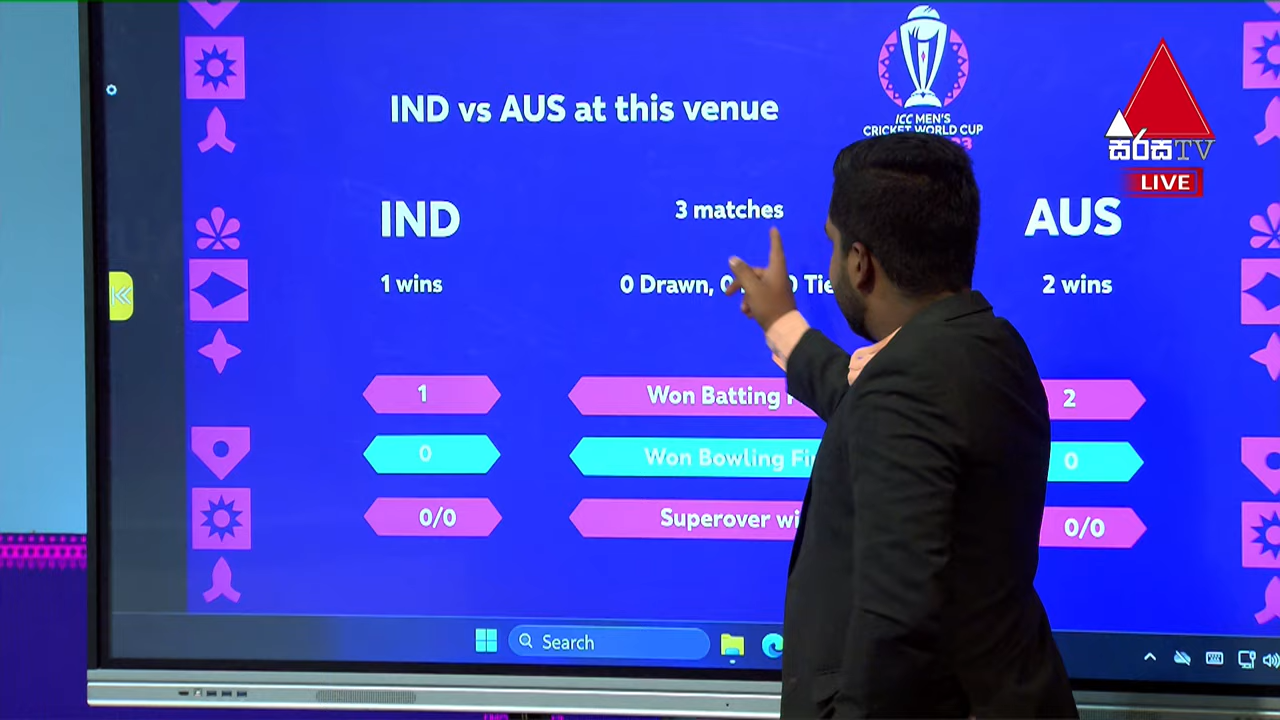 ICC MEN'S
CRICKET WORLD CUP
IND vs AUS at this venue
සිරස TV
LIVE
IND
3 matches
AUS
1 wins
0 Drawn, 0 Tie
2 wins
1
Won Batting
2
0
Won Bowling
0
0/0
Superover
0/0
Search